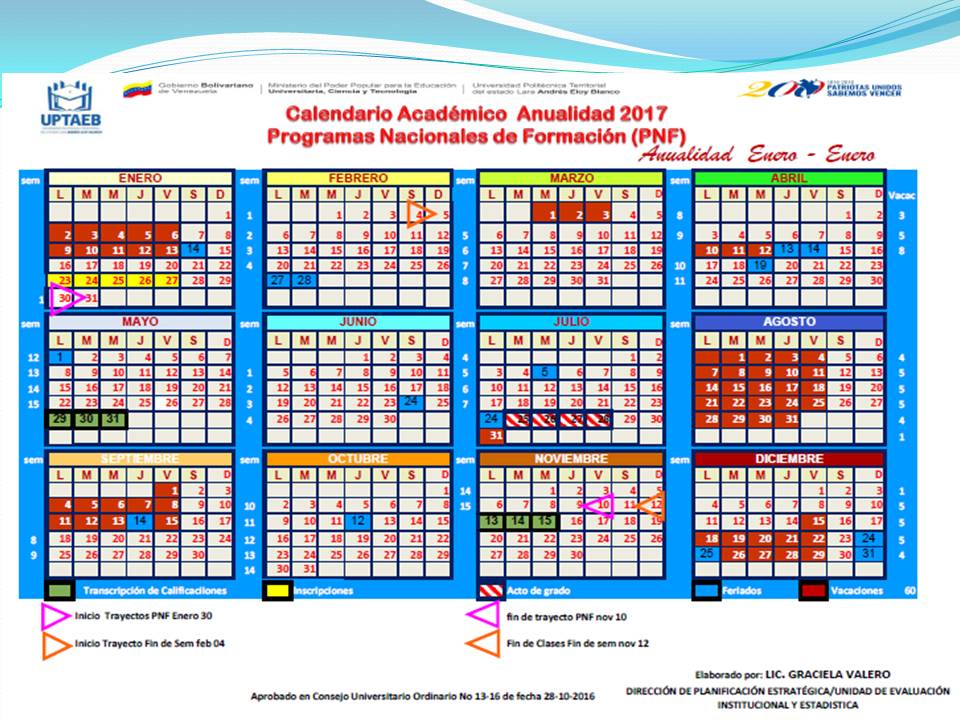 UPTAEB
Gobierno Bolivariano de Venezuela
Ministerio del Poder Popular para la Educación Universitaria, Ciencia y Tecnología
Universidad Politécnica Territorial del estado Lara Andrés Eloy Blanco
200
PATRIOTAS UNIDOS
SABEMOS VENCER
Calendario Académico Anualidad 2017
Programas Nacionales de Formación (PNF)
Anualidad Enero - Enero
sem ENERO
L M M J V S D
1
2 3 4 5 6 7 8
9 10 11 12 13 14 15
16 17 18 19 20 21 22
23 24 25 26 27 28 29
1 30 31
sem FEBRERO
L M M J V S D
1 1 2 3 4 5
2 6 7 8 9 10 11 12
3 13 14 15 16 17 18 19
4 20 21 22 23 24 25 26
27 28
sem MARZO
L M M J V S D
1 2 3 4 5
5 6 7 8 9 10 11 12
6 13 14 15 16 17 18 19
7 20 21 22 23 24 25 26
8 27 28 29 30 31
sem ABRIL
L M M J V S D Vacac
8 1 2 3
9 3 4 5 6 7 8 9 5
10 11 12 13 14 15 16 8
10 17 18 19 20 21 22 23
11 24 25 26 27 28 29 30
sem MAYO
L M M J V S D
12 1 2 3 4 5 6 7
13 8 9 10 11 12 13 14
14 15 16 17 18 19 20 21
15 22 23 24 25 26 27 28
29 30 31
sem JUNIO
L M M J V S D
1 2 3 4
1 5 6 7 8 9 10 11
2 12 13 14 15 16 17 18
3 19 20 21 22 23 24 25
4 26 27 28 29 30
sem JULIO
L M M J V S D
4 1 2
5 3 4 5 6 7 8 9
6 10 11 12 13 14 15 16
7 17 18 19 20 21 22 23
24 25 26 27 28 29 30
31
sem AGOSTO
L M M J V S D
1 2 3 4 5 6 4
7 8 9 10 11 12 13 5
14 15 16 17 18 19 20 5
21 22 23 24 25 26 27 5
28 29 30 31 4
1
sem SEPTIEMBRE
L M M J V S D
1 2 3
4 5 6 7 8 9 10
11 12 13 14 15 16 17
8 18 19 20 21 22 23 24
9 25 26 27 28 29 30
sem OCTUBRE
L M M J V S D
1
10 2 3 4 5 6 7 8
11 9 10 11 12 13 14 15
12 16 17 18 19 20 21 22
13 23 24 25 26 27 28 29
14 30 31
sem NOVIEMBRE
L M M J V S D
14 1 2 3 4 5
15 6 7 8 9 10 11 12
13 14 15 16 17 18 19
20 21 22 23 24 25 26
27 28 29 30
sem DICIEMBRE
L M M J V S D
1 2 3 1
4 5 6 7 8 9 10 5
11 12 13 14 15 16 17 5
18 19 20 21 22 23 24 5
25 26 27 28 29 30 31 4
Transcripción de Calificaciiones
Inscripciones
Acto de grado
Feriados
Vacaciones 60
Inicio Trayectos PNF Enero 30
fin de trayecto PNF nov 10
Inicio Trayecto Fin de Sem feb 04
Fin de Clases Fin de sem nov 12
Elaborado por: LIC. GRACIELA VALERO
DIRECCIÓN DE PLANIFICACIÓN ESTRATÉGICA/UNIDAD DE EVALUACIÓN
INSTITUCIONAL Y ESTADISTICA
Aprobado en Consejo Universitario Ordinario No 13-16 de fecha 28-10-2016